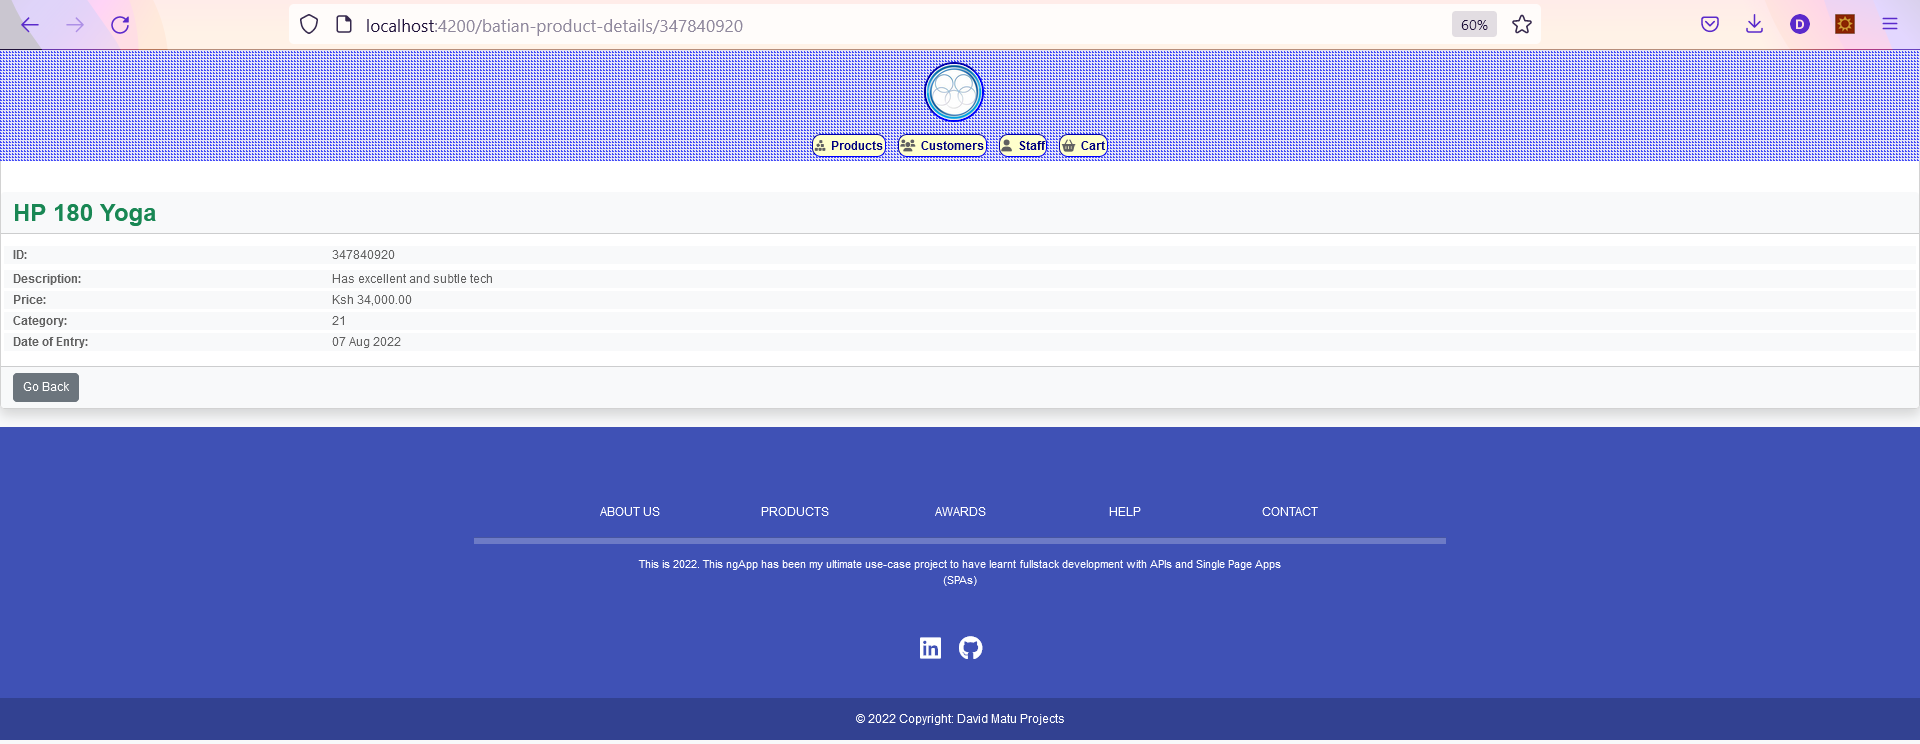 localhost:4200/batian-product-details/347840920
60%
D
Products Customers Staff Cart
HP 180 Yoga
ID: 347840920
Description: Has excellent and subtle tech
Price: Ksh 34,000.00
Category: 21
Date of Entry: 07 Aug 2022
Go Back
ABOUT US PRODUCTS AWARDS HELP CONTACT
This is 2022. This ngApp has been my ultimate use-case project to have learnt fullstack development with APIs and Single Page Apps
(SPAs)
in
© 2022 Copyright: David Matu Projects